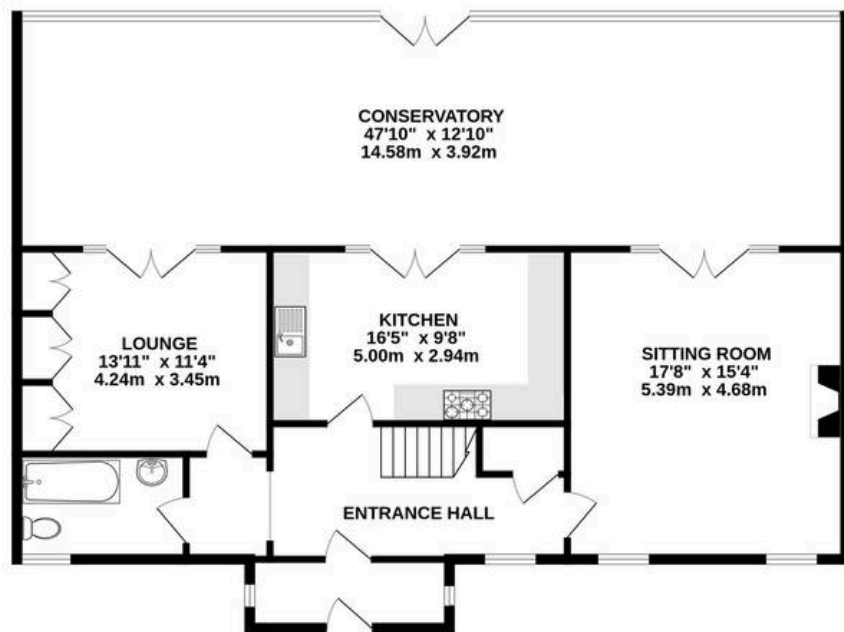 CONSERVATORY
47'10" x 12'10"
14.58m x 3.92m
LOUNGE
13'11" x 11'4"
4.24m x 3.45m
KITCHEN
16'5" x 9'8"
5.00m x 2.94m
SITTING ROOM
17'8" x 15'4"
5.39m x 4.68m
ENTRANCE HALL